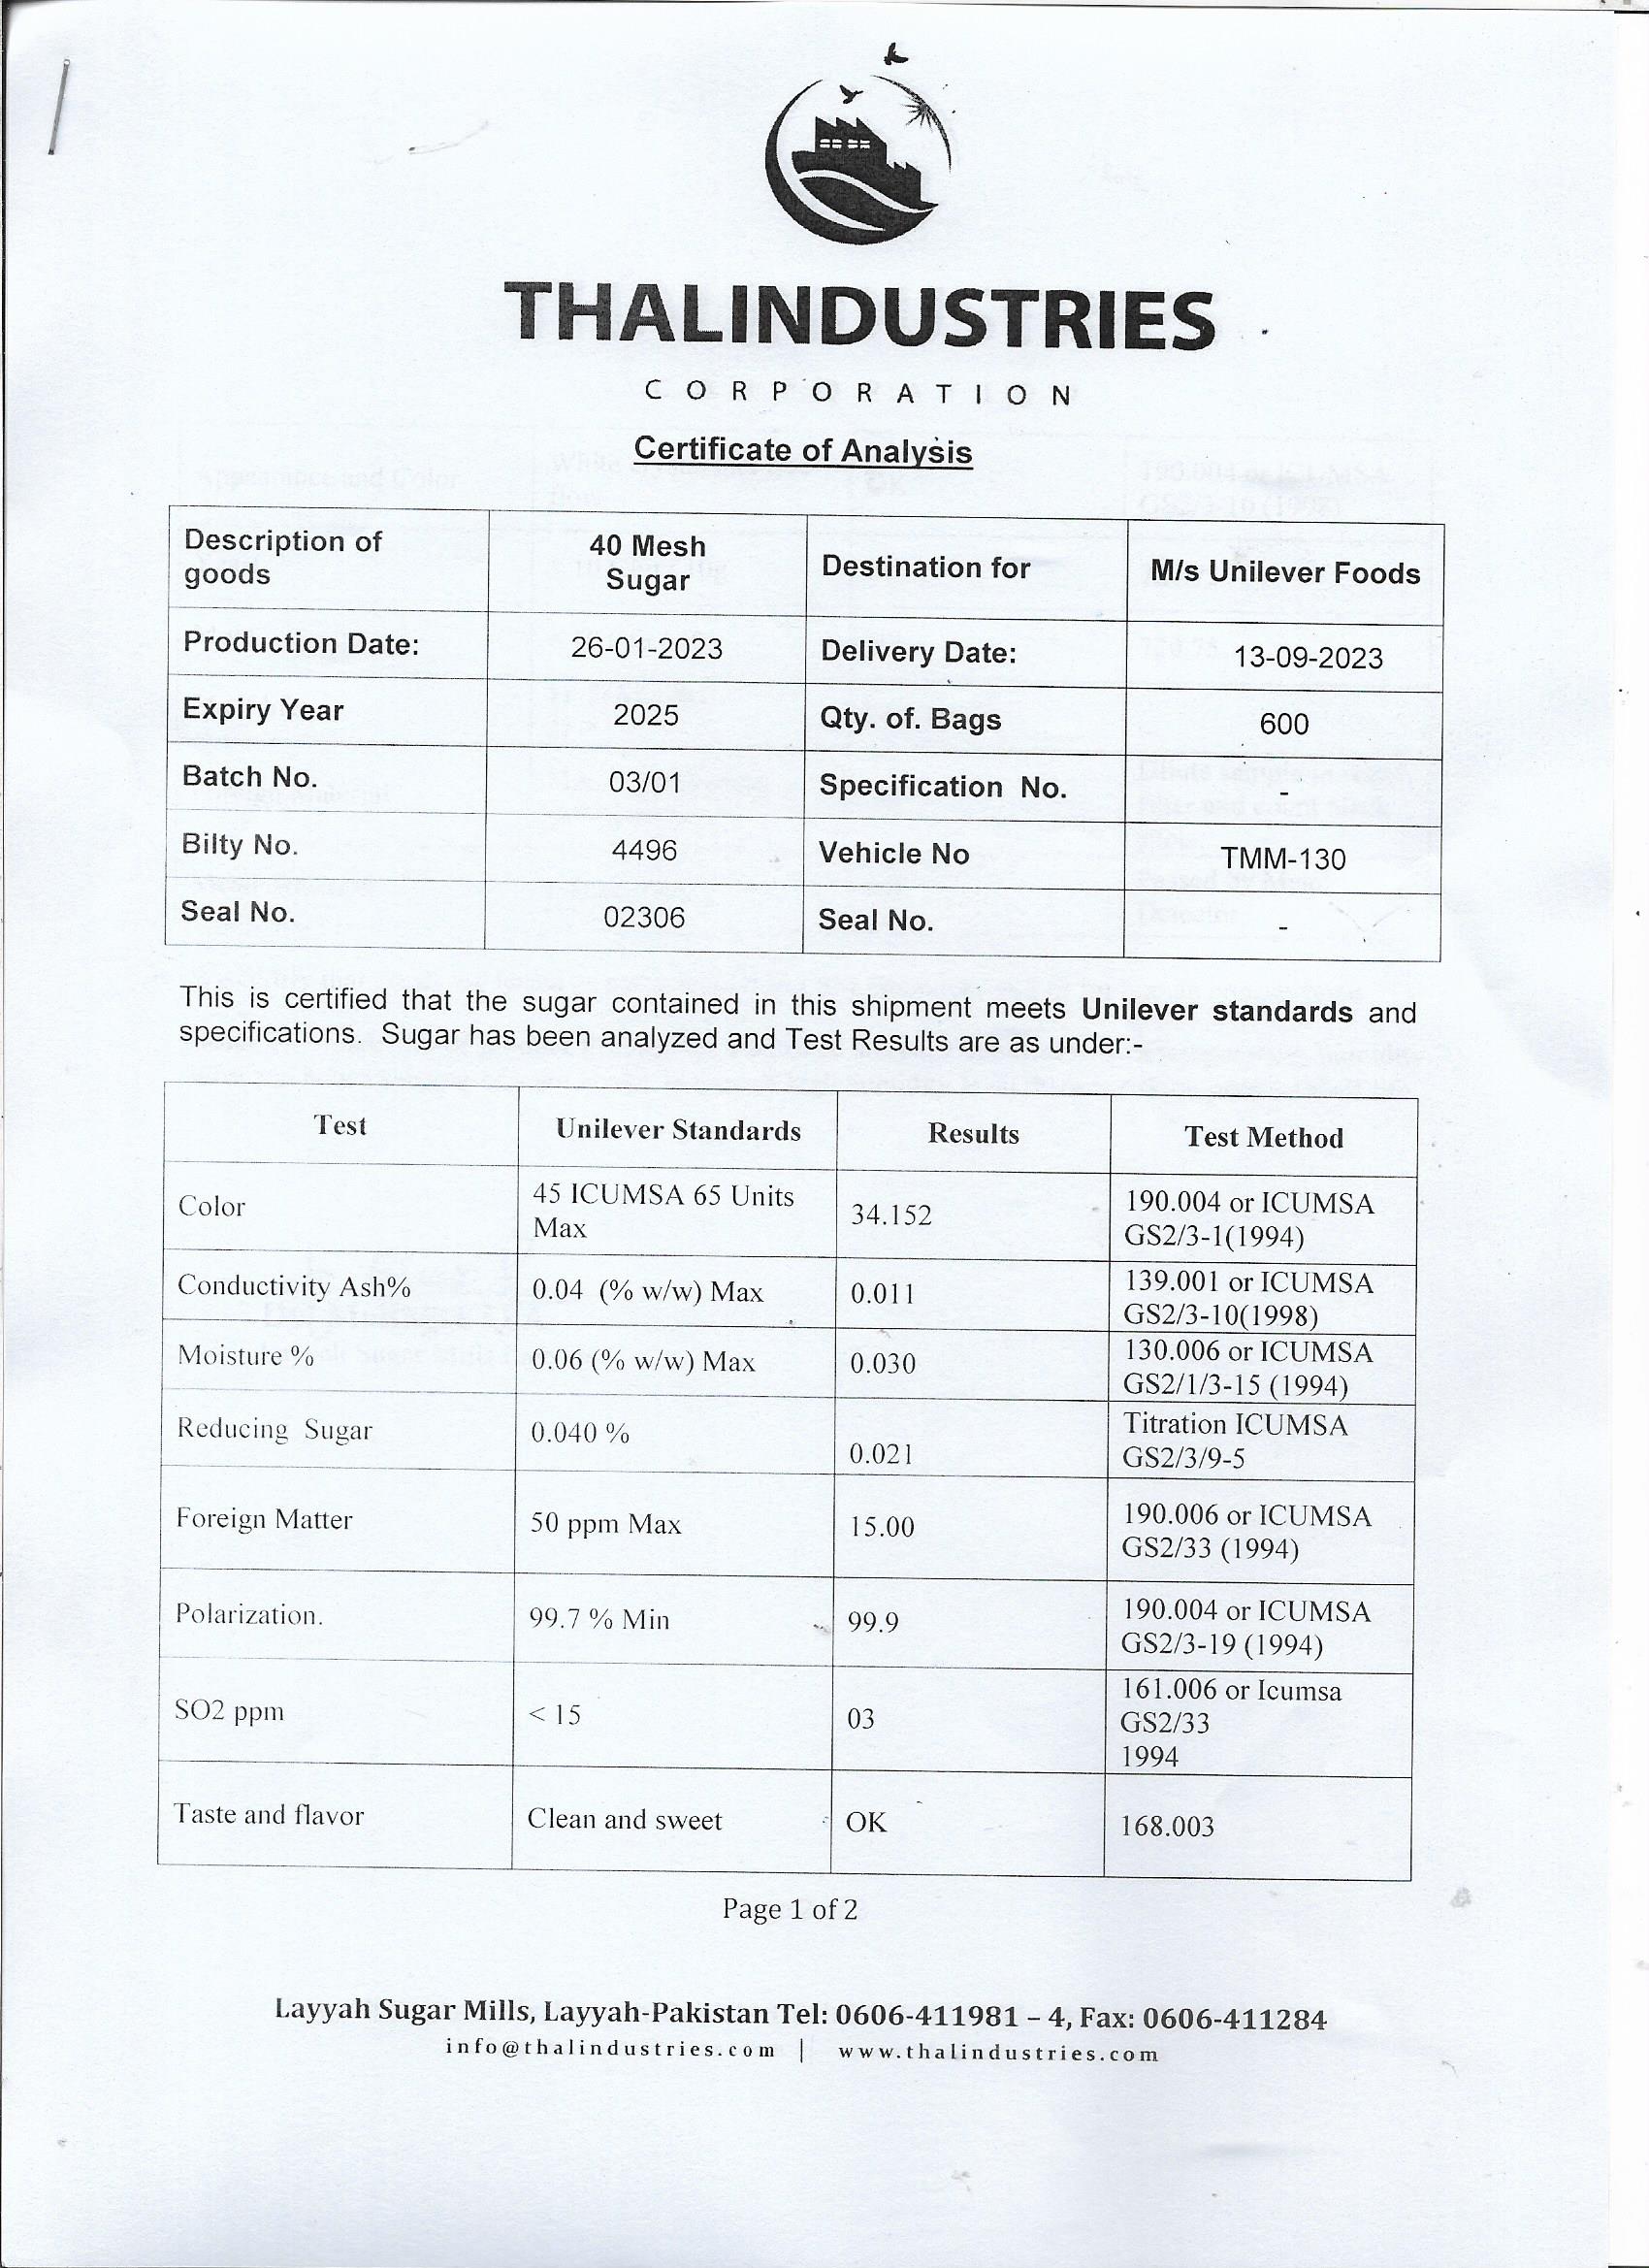 THALINDUSTRIES
CORPORATION
Certificate of Analysis
Description of goods 40 Mesh Sugar Destination for M/s Unilever Foods
Production Date: 26-01-2023 Delivery Date: 13-09-2023
Expiry Year 2025 Qty. of. Bags 600
Batch No. 03/01 Specification No. -
Bilty No. 4496 Vehicle No TMM-130
Seal No. 02306 Seal No. -
This is certified that the sugar contained in this shipment meets Unilever standards and
specifications. Sugar has been analyzed and Test Results are as under:-
Test Unilever Standards Results Test Method
Color 45 ICUMSA 65 Units Max 34.152 190.004 or ICUMSA GS2/3-1(1994)
Conductivity Ash% 0.04 (% w/w) Max 0.011 139.001 or ICUMSA GS2/3-10(1998)
Moisture % 0.06 (% w/w) Max 0.030 130.006 or ICUMSA GS2/1/3-15 (1994)
Reducing Sugar 0.040 % 0.021 Titration ICUMSA GS2/3/9-5
Foreign Matter 50 ppm Max 15.00 190.006 or ICUMSA GS2/33 (1994)
Polarization. 99.7 % Min 99.9 190.004 or ICUMSA GS2/3-19 (1994)
SO2 ppm < 15 03 161.006 or Icumsa GS2/33 1994
Taste and flavor Clean and sweet OK 168.003
Page 1 of 2
Layyah Sugar Mills, Layyah-Pakistan Tel: 0606-411981 – 4, Fax: 0606-411284
info@thalindustries.com | www.thalindustries.com